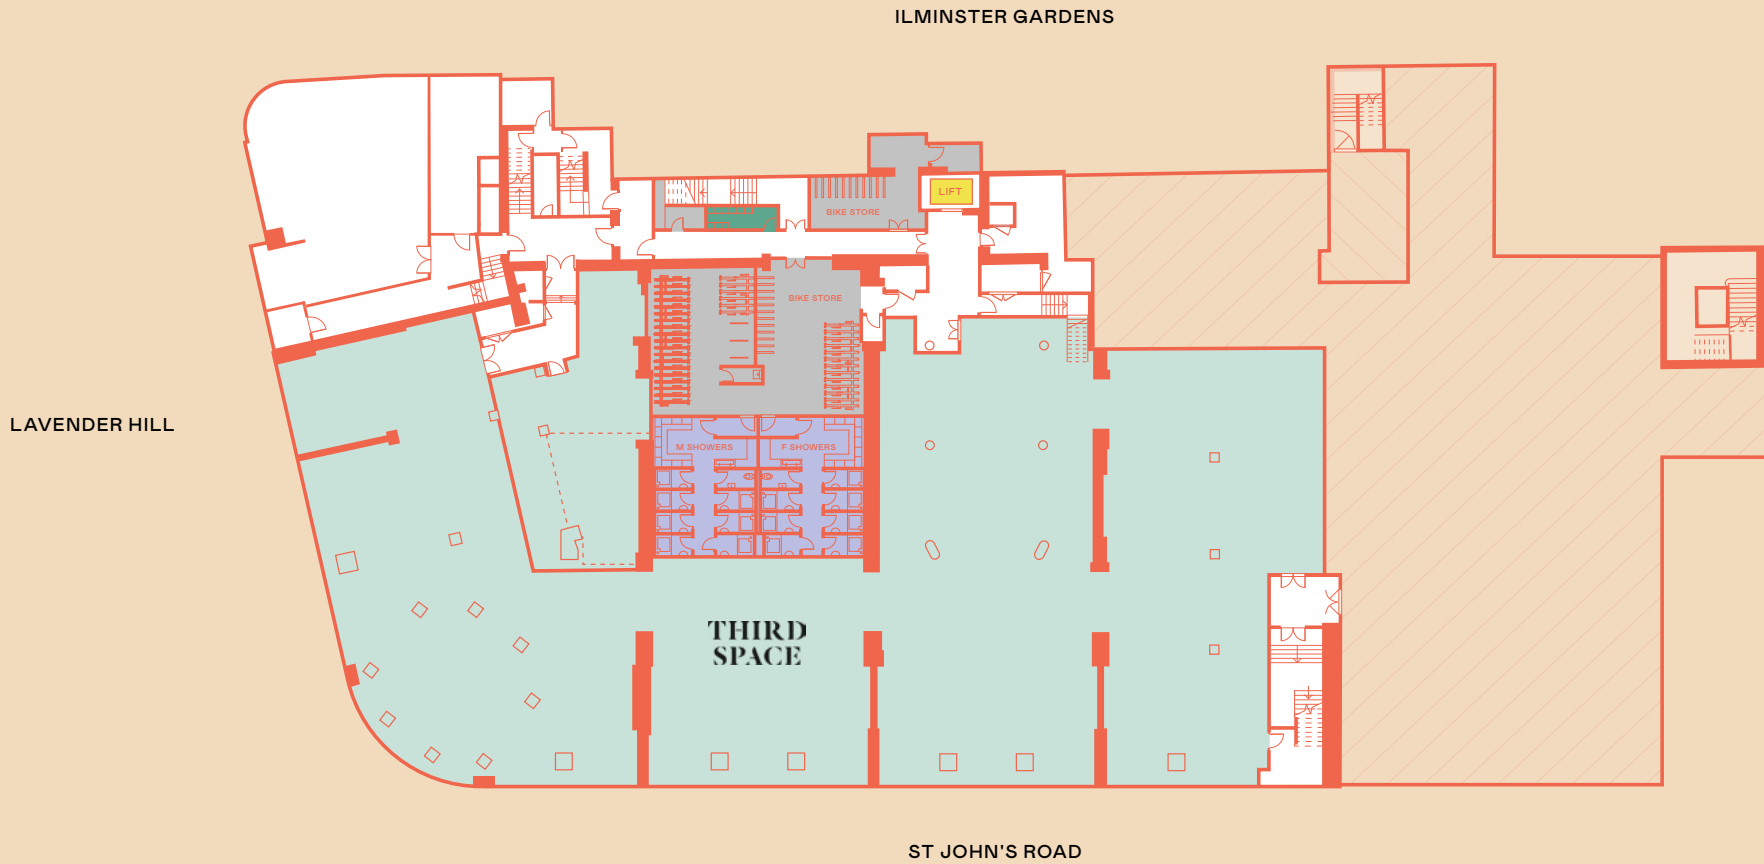 ILMINSTER GARDENS
LIFT
BIKE STORE
BIKE STORE
LAVENDER HILL
M SHOWERS
F SHOWERS
THIRD
SPACE
ST JOHN'S ROAD